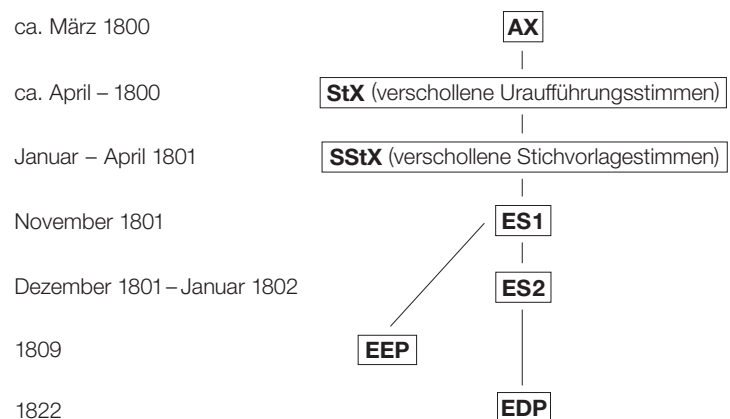 ca. März 1800 AX
ca. April – 1800 StX (verschollene Uraufführungsstimmen)
Januar – April 1801 SStX (verschollene Stichvorlagestimmen)
November 1801 ES1
Dezember 1801 – Januar 1802 ES2
1809 EEP
1822 EDP